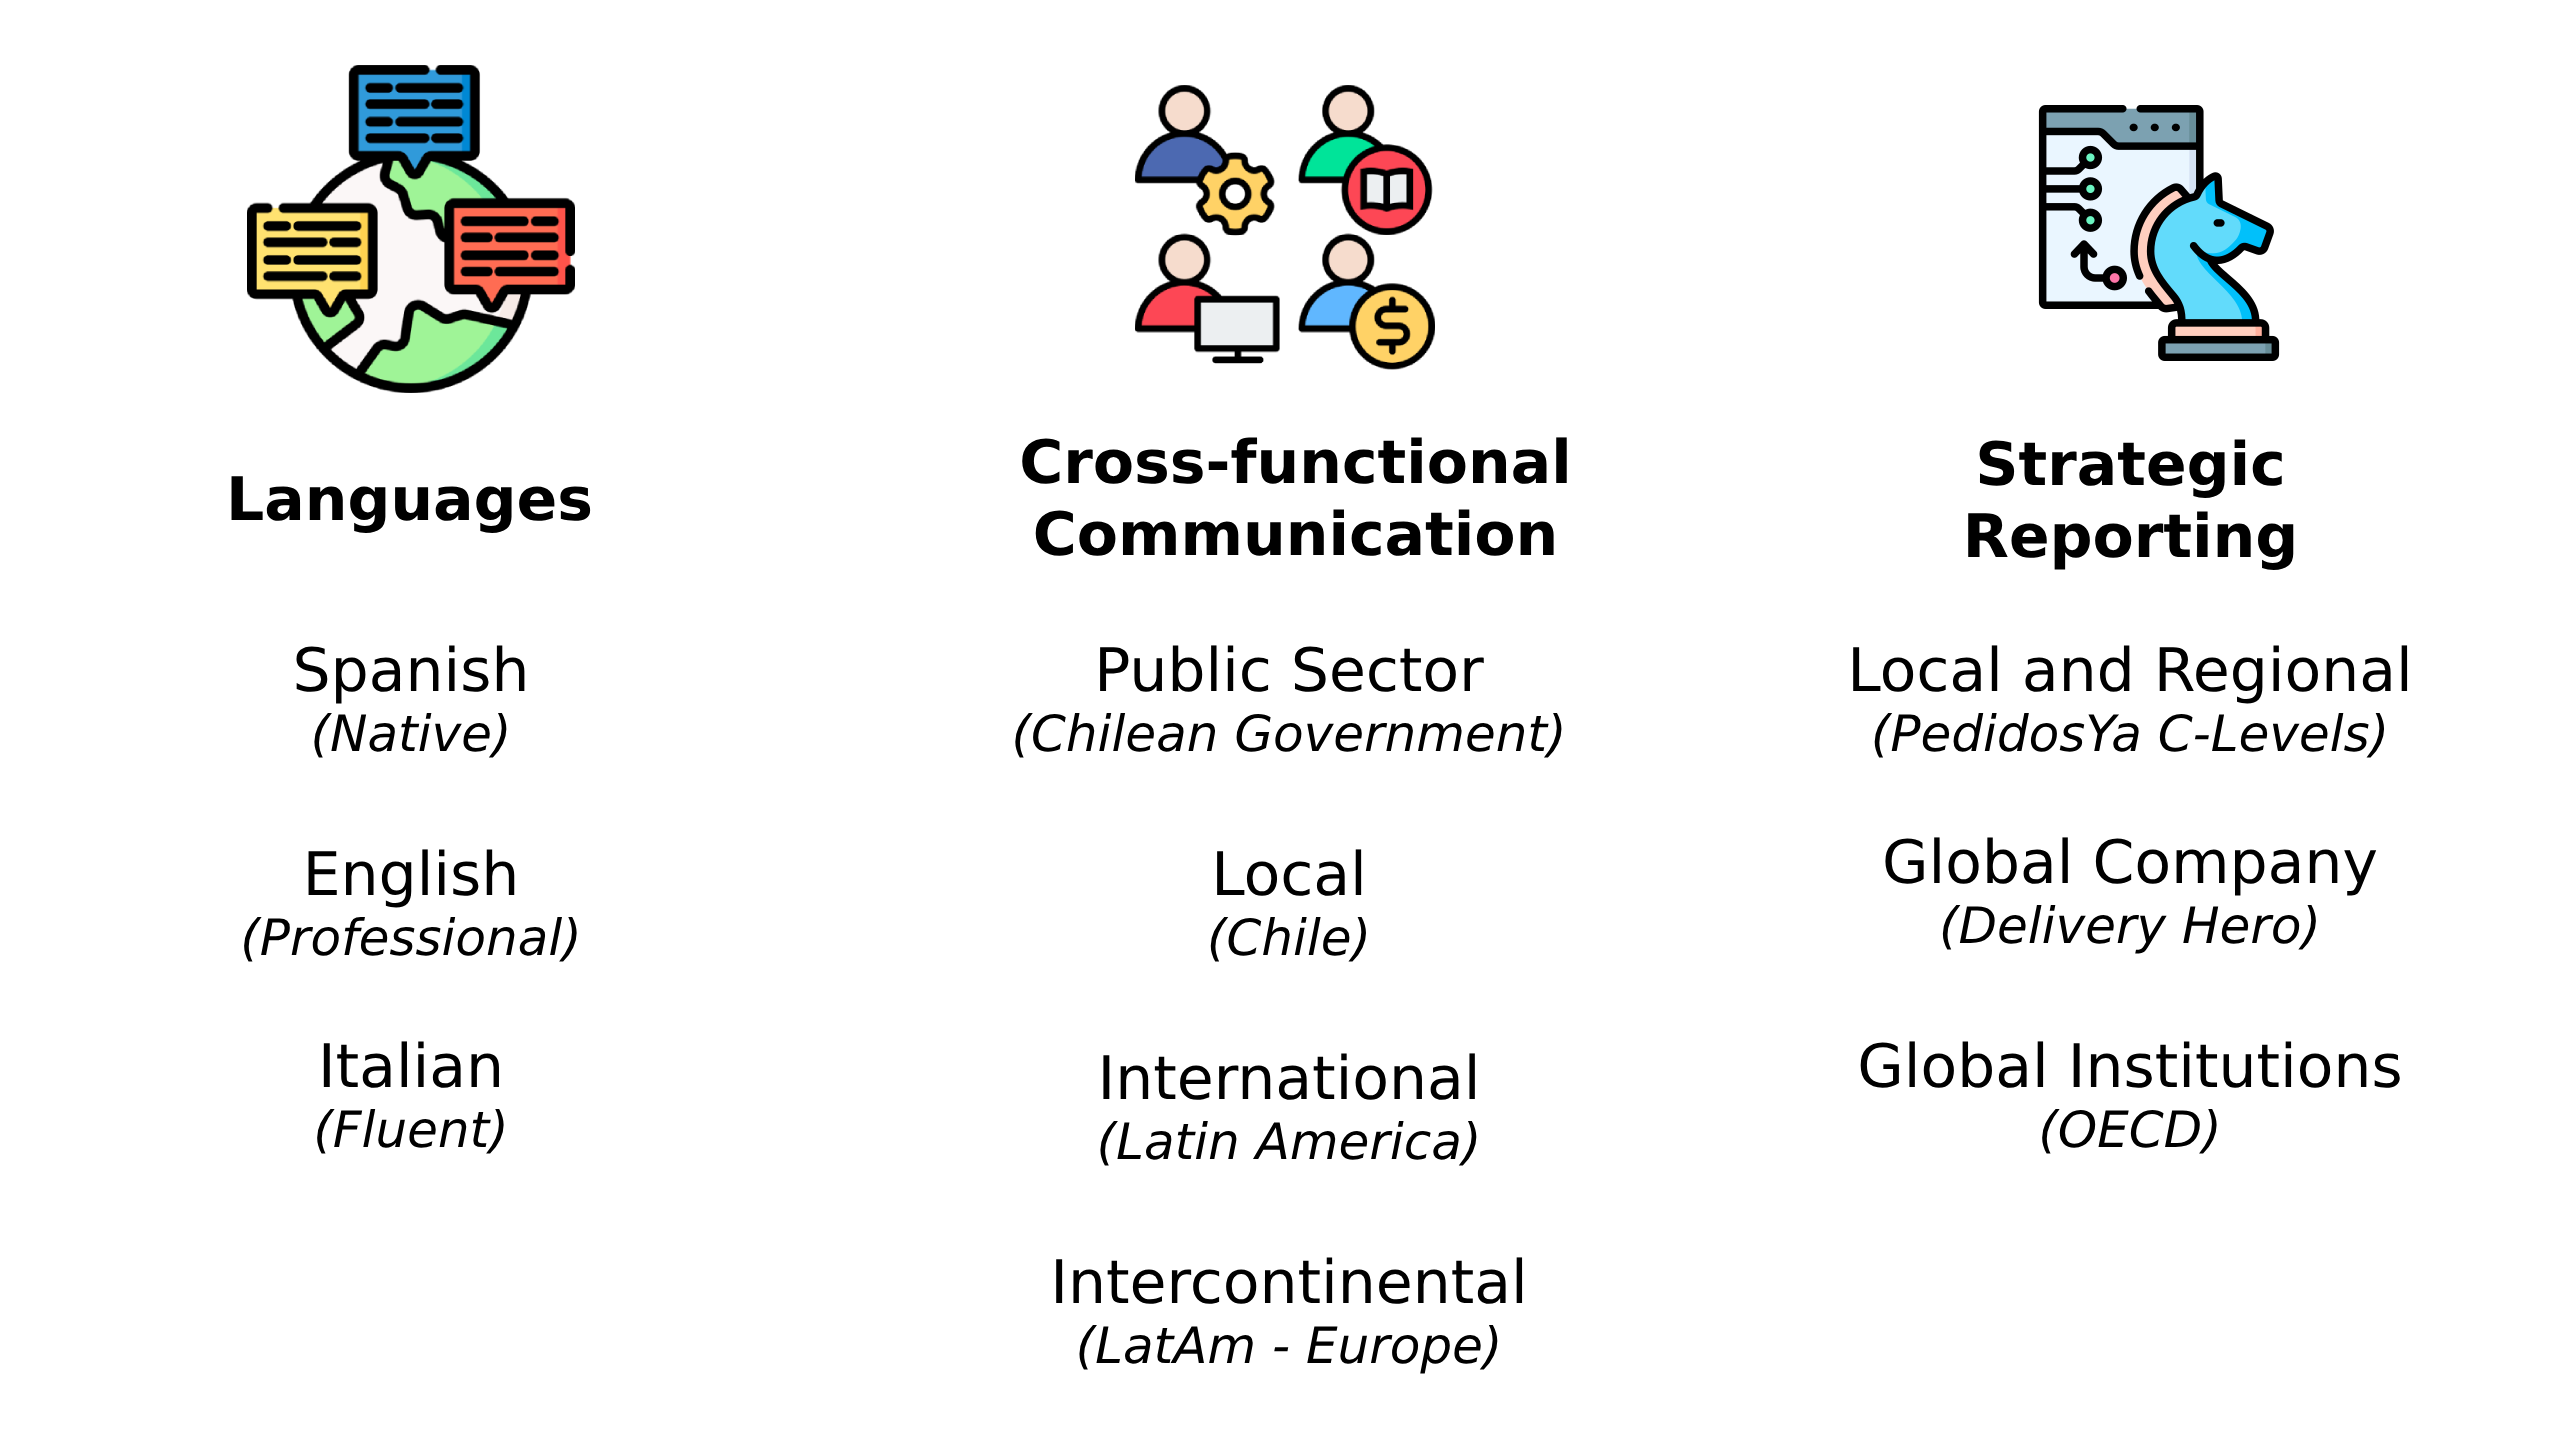 Languages
Spanish
(Native)
English
(Professional)
Italian
(Fluent)
Cross-functional
Communication
Public Sector
(Chilean Government)
Local
(Chile)
International
(Latin America)
Intercontinental
(LatAm - Europe)
Strategic
Reporting
Local and Regional
(PedidosYa C-Levels)
Global Company
(Delivery Hero)
Global Institutions
(OECD)